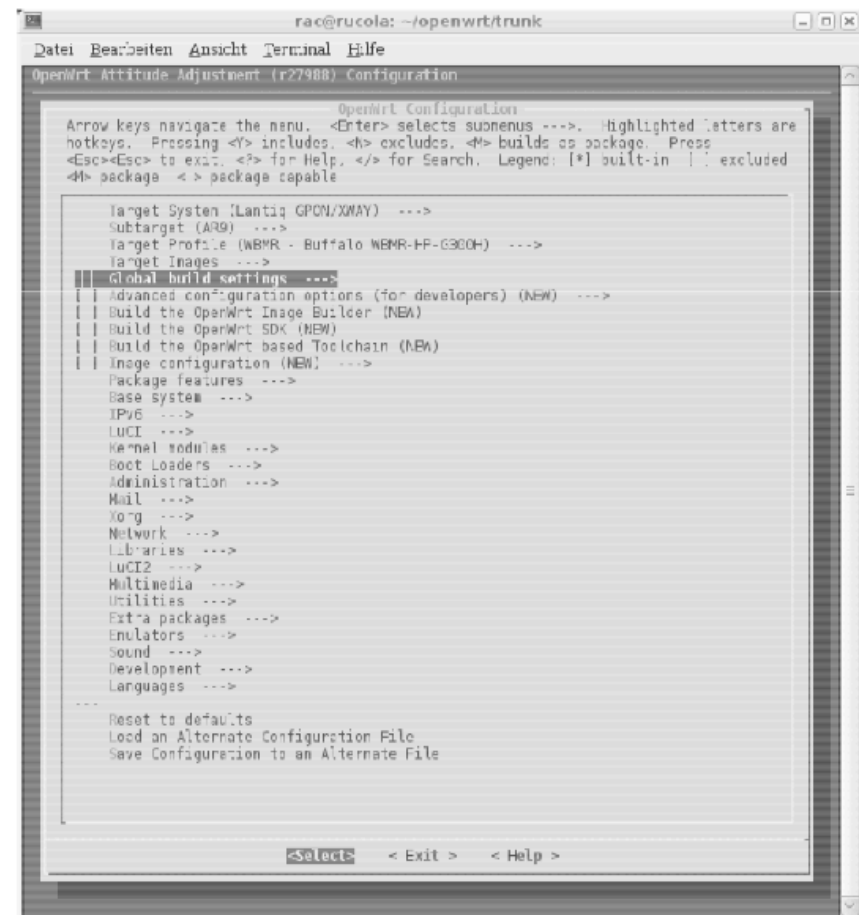 rac@rucola: ~/openwrt/trunk
Datei Bearbeiten Ansicht Terminal Hilfe
OpenWrt Attitude Adjustment (r27988) Configuration
OpenWrt Configuration
Arrow keys navigate the menu. <Enter> selects submenus --->. Highlighted letters are
hotkeys. Pressing <Y> includes, <N> excludes, <M> builds as package. Press
<Esc><Esc> to exit, <?> for Help, </> for Search. Legend: [*] built-in [ ] excluded
<M> package < > package capable
Target System (Lantiq GPON/XWAY) --->
Subtarget (AR9) --->
Target Profile (WBMR - Buffalo WBMR-HP-G300H) --->
Target Images --->
Global build settings --->
[ ] Advanced configuration options (for developers) (NEW) --->
[ ] Build the OpenWrt Image Builder (NEW)
[ ] Build the OpenWrt SDK (NEW)
[ ] Build the OpenWrt based Toolchain (NEW)
[ ] Image configuration (NEW) --->
Package features --->
Base system --->
IPv6 --->
LuCI --->
Kernel modules --->
Boot Loaders --->
Administration --->
Mail --->
Xorg --->
Network --->
Libraries --->
LuCI2 --->
Multimedia --->
Utilities --->
Extra packages --->
Emulators --->
Sound --->
Development --->
Languages --->
---
Reset to defaults
Load an Alternate Configuration File
Save Configuration to an Alternate File
<Select> < Exit > < Help >